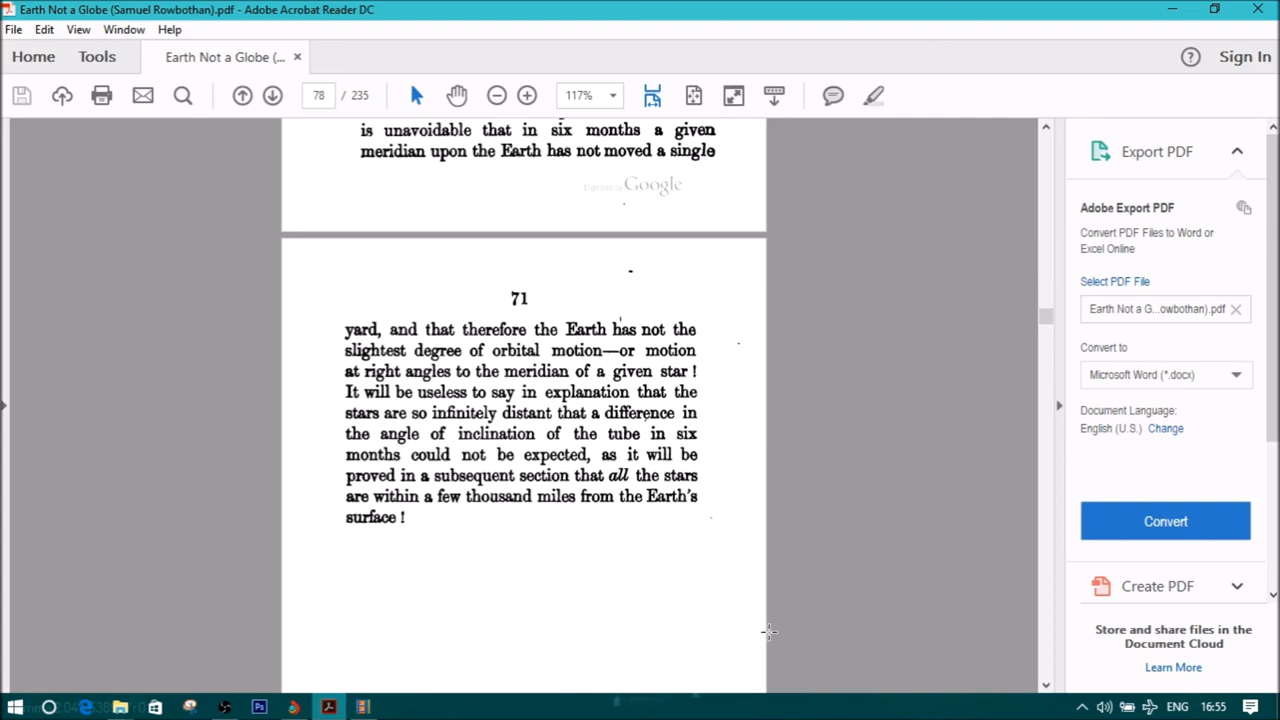 Earth Not a Globe (Samuel Rowbothan).pdf - Adobe Acrobat Reader DC
File Edit View Window Help
Home Tools Earth Not a Globe (... × Sign In
78 / 235 117%
is unavoidable that in six months a given
meridian upon the Earth has not moved a single
Digitized by Google
71
yard, and that therefore the Earth has not the
slightest degree of orbital motion—or motion
at right angles to the meridian of a given star !
It will be useless to say in explanation that the
stars are so infinitely distant that a difference in
the angle of inclination of the tube in six
months could not be expected, as it will be
proved in a subsequent section that all the stars
are within a few thousand miles from the Earth's
surface !
Export PDF
Adobe Export PDF
Convert PDF Files to Word or
Excel Online
Select PDF File
Earth Not a G...owbothan).pdf
Convert to
Microsoft Word (*.docx)
Document Language:
English (U.S.) Change
Convert
Create PDF
Store and share files in the
Document Cloud
Learn More
ENG 16:55